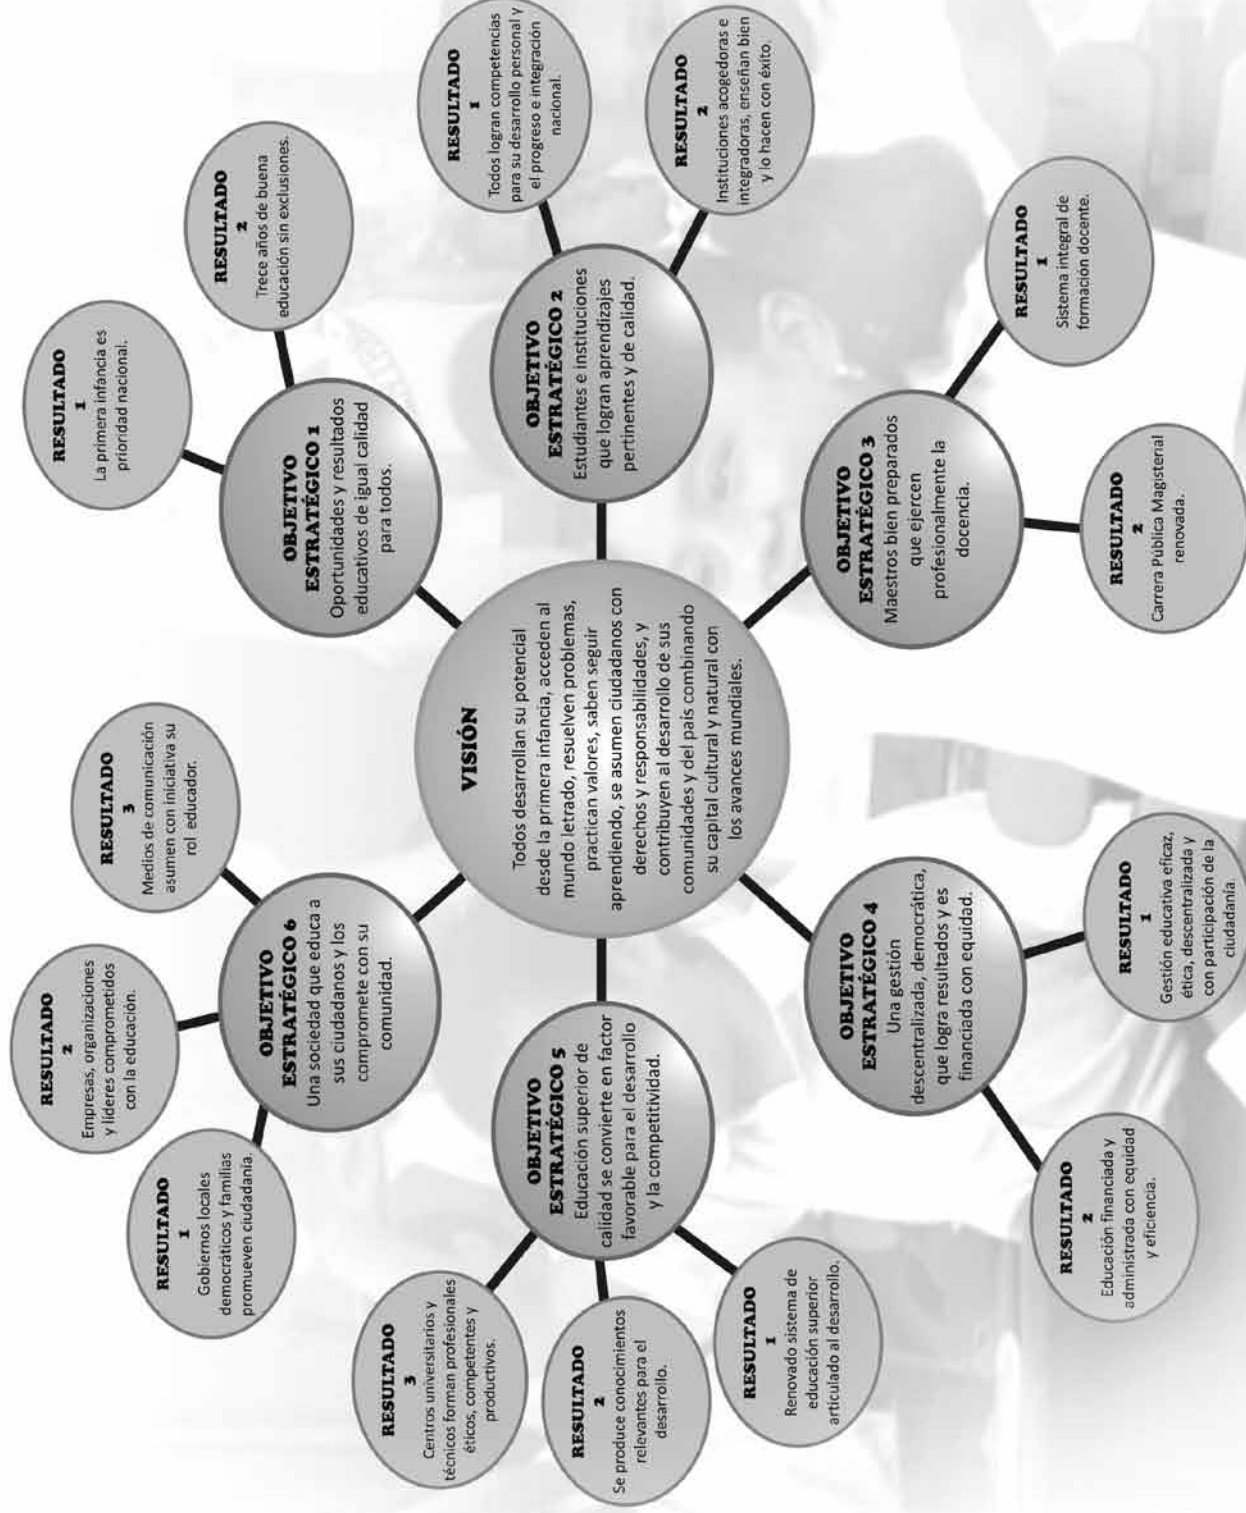 VISIÓN
Todos desarrollan su potencial
desde la primera infancia, acceden al
mundo letrado, resuelven problemas,
practican valores, saben seguir
aprendiendo, se asumen ciudadanos con
derechos y responsabilidades, y
contribuyen al desarrollo de sus
comunidades y del país combinando
su capital cultural y natural con
los avances mundiales.
OBJETIVO
ESTRATÉGICO 1
Oportunidades y resultados
educativos de igual calidad
para todos.
RESULTADO
1
La primera infancia es
prioridad nacional.
RESULTADO
2
Trece años de buena
educación sin exclusiones.
OBJETIVO
ESTRATÉGICO 2
Estudiantes e instituciones
que logran aprendizajes
pertinentes y de calidad.
RESULTADO
1
Todos logran competencias
para su desarrollo personal y
el progreso e integración
nacional.
RESULTADO
2
Instituciones acogedoras e
integradoras, enseñan bien
y lo hacen con éxito.
OBJETIVO
ESTRATÉGICO 3
Maestros bien preparados
que ejercen
profesionalmente la
docencia.
RESULTADO
1
Sistema integral de
formación docente.
RESULTADO
2
Carrera Pública Magisterial
renovada.
OBJETIVO
ESTRATÉGICO 4
Una gestión
descentralizada, democrática,
que logra resultados y es
financiada con equidad.
RESULTADO
1
Gestión educativa eficaz,
ética, descentralizada y
con participación de la
ciudadanía.
RESULTADO
2
Educación financiada y
administrada con equidad
y eficiencia.
OBJETIVO
ESTRATÉGICO 5
Educación superior de
calidad se convierte en factor
favorable para el desarrollo
y la competitividad.
RESULTADO
1
Renovado sistema de
educación superior
articulado al desarrollo.
RESULTADO
2
Se produce conocimientos
relevantes para el
desarrollo.
RESULTADO
3
Centros universitarios y
técnicos forman profesionales
éticos, competentes y
productivos.
OBJETIVO
ESTRATÉGICO 6
Una sociedad que educa a
sus ciudadanos y los
compromete con su
comunidad.
RESULTADO
1
Gobiernos locales
democráticos y familias
promueven ciudadanía.
RESULTADO
2
Empresas, organizaciones
y líderes comprometidos
con la educación.
RESULTADO
3
Medios de comunicación
asumen con iniciativa su
rol educador.